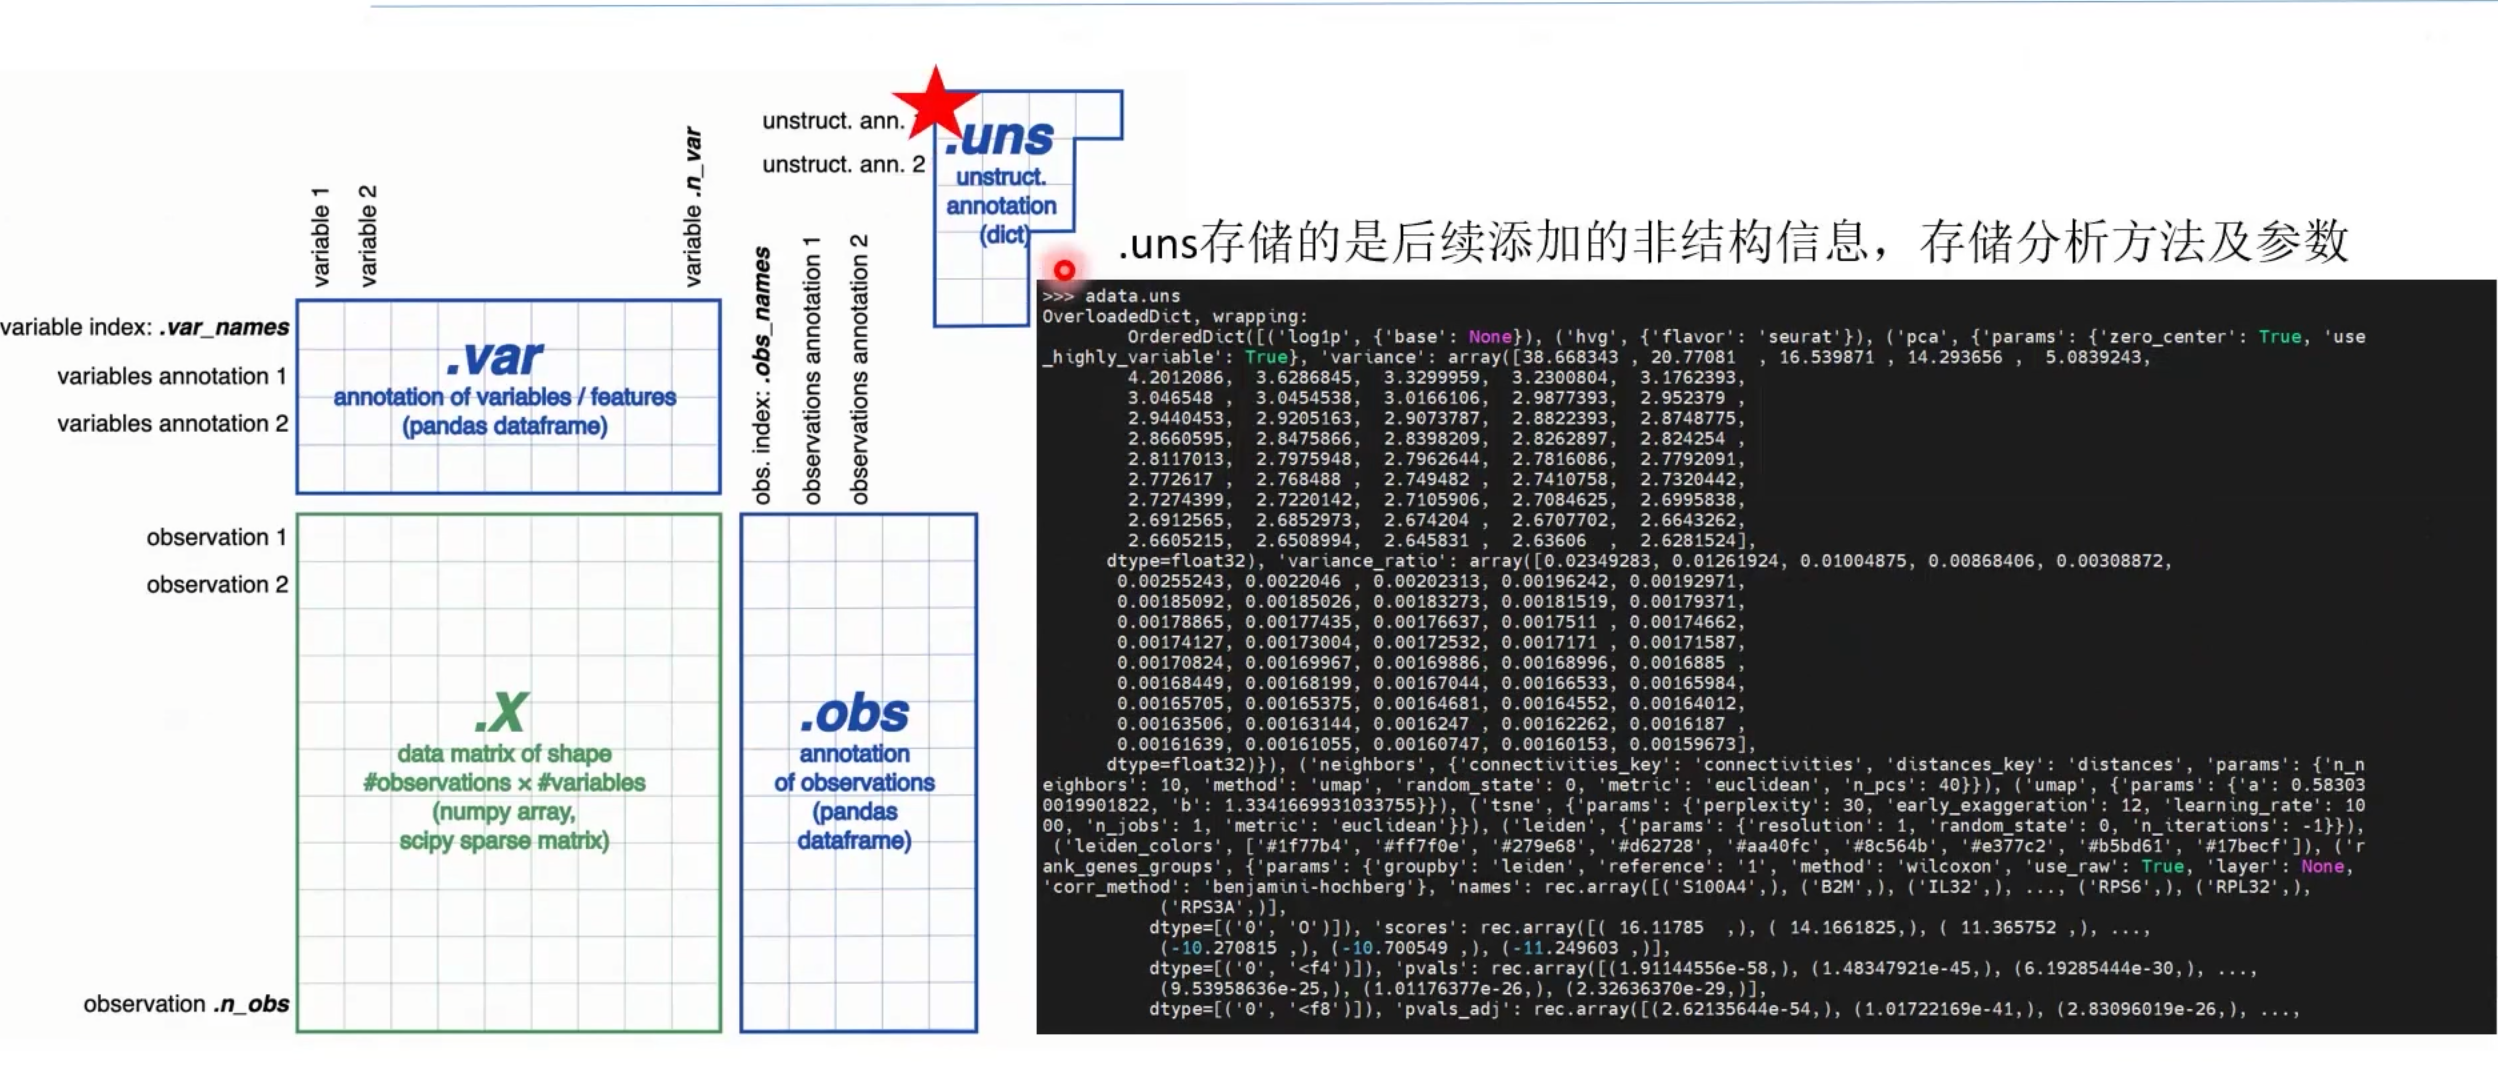 unstruct. ann.
unstruct. ann. 2
.uns
unstruct.
annotation
(dict)
variable 1
variable 2
variable .n_var
variable index: .var_names
variables annotation 1
variables annotation 2
.var
annotation of variables / features
(pandas dataframe)
obs. index: .obs_names
observations annotation 1
observations annotation 2
observation 1
observation 2
observation .n_obs
.X
data matrix of shape
#observations × #variables
(numpy array,
scipy sparse matrix)
.obs
annotation
of observations
(pandas
dataframe)
.uns存储的是后续添加的非结构信息，存储分析方法及参数
>>> adata.uns
OverloadedDict, wrapping:
OrderedDict([('log1p', {'base': None}), ('hvg', {'flavor': 'seurat'}), ('pca', {'params': {'zero_center': True, 'use
_highly_variable': True}, 'variance': array([38.668343 , 20.77081 , 16.539871 , 14.293656 , 5.0839243,
4.2012086, 3.6286845, 3.3299959, 3.2300804, 3.1762393,
3.046548 , 3.0454538, 3.0166106, 2.9877393, 2.952379 ,
2.9440453, 2.9205163, 2.9073787, 2.8822393, 2.8748775,
2.8660595, 2.8475866, 2.8398209, 2.8262897, 2.824254 ,
2.8117013, 2.7975948, 2.7962644, 2.7816086, 2.7792091,
2.772617 , 2.768488 , 2.749482 , 2.7410758, 2.7320442,
2.7274399, 2.7220142, 2.7105906, 2.7084625, 2.6995838,
2.6912565, 2.6852973, 2.674204 , 2.6707702, 2.6643262,
2.6605215, 2.6508994, 2.645831 , 2.63606 , 2.6281524],
dtype=float32), 'variance_ratio': array([0.02349283, 0.01261924, 0.01004875, 0.00868406, 0.00308872,
0.00255243, 0.0022046 , 0.00202313, 0.00196242, 0.00192971,
0.00185092, 0.00185026, 0.00183273, 0.00181519, 0.00179371,
0.00178865, 0.00177435, 0.00176637, 0.0017511 , 0.00174662,
0.00174127, 0.00173004, 0.00172532, 0.0017171 , 0.00171587,
0.00170824, 0.00169967, 0.00169886, 0.00168996, 0.0016885 ,
0.00168449, 0.00168199, 0.00167044, 0.00166533, 0.00165984,
0.00165705, 0.00165375, 0.00164681, 0.00164552, 0.00164012,
0.00163506, 0.00163144, 0.0016247 , 0.00162262, 0.0016187 ,
0.00161639, 0.00161055, 0.00160747, 0.00160153, 0.00159673],
dtype=float32)}), ('neighbors', {'connectivities_key': 'connectivities', 'distances_key': 'distances', 'params': {'n_n
eighbors': 10, 'method': 'umap', 'random_state': 0, 'metric': 'euclidean', 'n_pcs': 40}}), ('umap', {'params': {'a': 0.58303
0019901822, 'b': 1.3341669931033755}}), ('tsne', {'params': {'perplexity': 30, 'early_exaggeration': 12, 'learning_rate': 10
00, 'n_jobs': 1, 'metric': 'euclidean'}}), ('leiden', {'params': {'resolution': 1, 'random_state': 0, 'n_iterations': -1}}),
('leiden_colors', ['#1f77b4', '#ff7f0e', '#279e68', '#d62728', '#aa40fc', '#8c564b', '#e377c2', '#b5bd61', '#17becf']), ('r
ank_genes_groups', {'params': {'groupby': 'leiden', 'reference': '1', 'method': 'wilcoxon', 'use_raw': True, 'layer': None,
'corr_method': 'benjamini-hochberg'}, 'names': rec.array([('S100A4',), ('B2M',), ('IL32',), ..., ('RPS6',), ('RPL32',),
('RPS3A',)],
dtype=[('0', 'O')]), 'scores': rec.array([( 16.11785 ,), ( 14.1661825,), ( 11.365752 ,), ...,
(-10.270815 ,), (-10.700549 ,), (-11.249603 ,)],
dtype=[('0', '<f4')]), 'pvals': rec.array([(1.91144556e-58,), (1.48347921e-45,), (6.19285444e-30,), ...,
(9.53958636e-25,), (1.01176377e-26,), (2.32636370e-29,)],
dtype=[('0', '<f8')]), 'pvals_adj': rec.array([(2.62135644e-54,), (1.01722169e-41,), (2.83096019e-26,), ...,